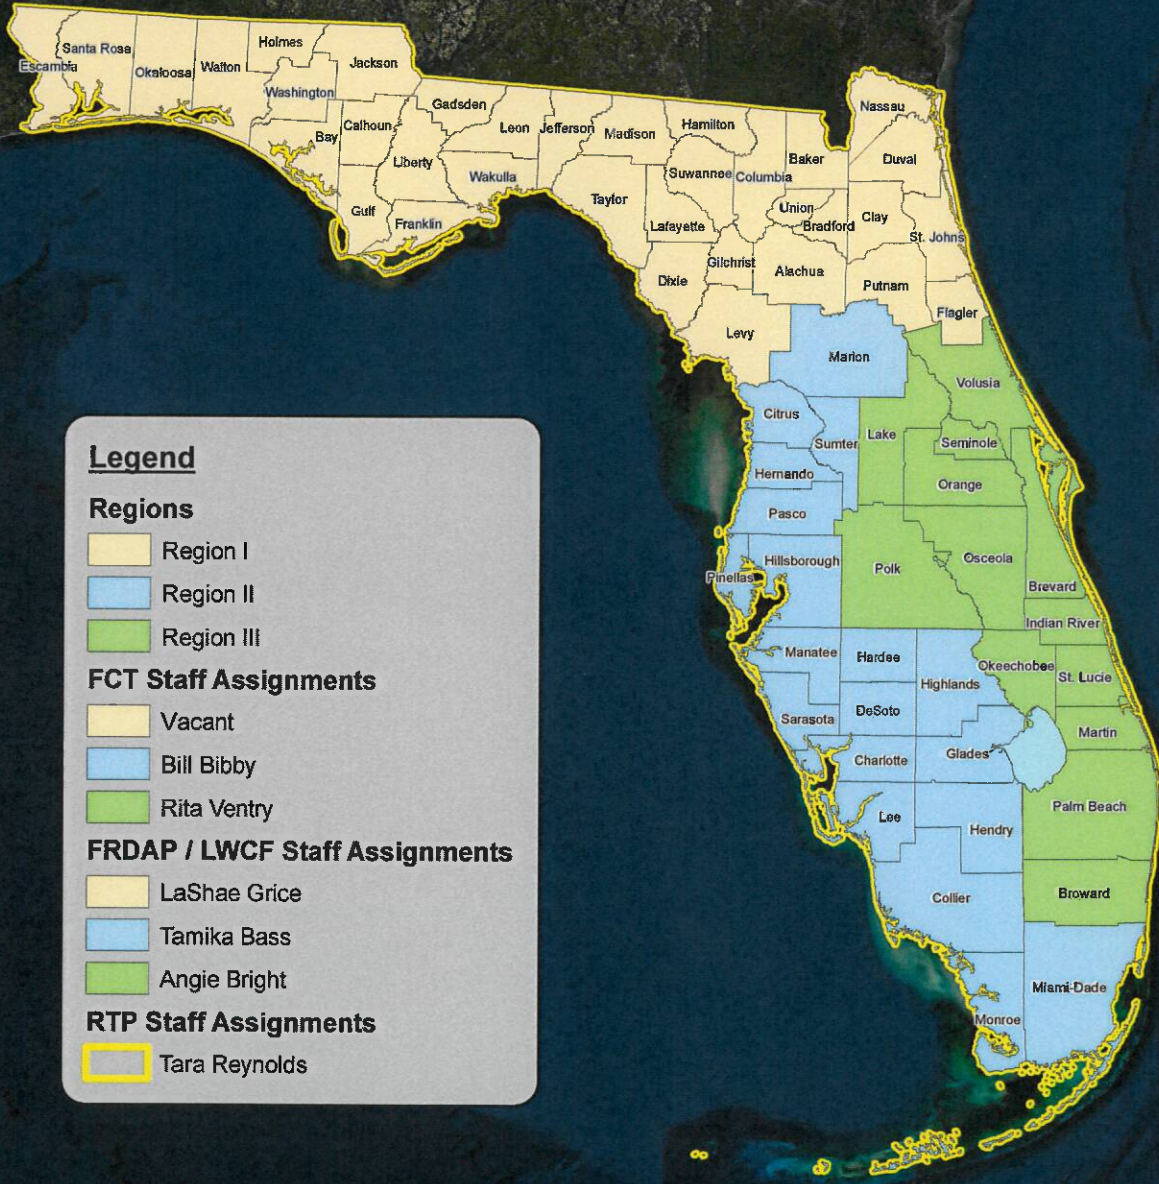 Holmes
Santa Rosa
Escambia
Okaloosa
Walton
Jackson
Washington
Gadsden
Nassau
Bay
Calhoun
Leon
Jefferson
Madison
Hamilton
Liberty
Baker
Duval
Wakulla
Suwannee
Columbia
Taylor
Union
Gulf
Franklin
Lafayette
Bradford
Clay
St. Johns
Gilchrist
Dixie
Alachua
Putnam
Flagler
Levy
Marion
Volusia
Citrus
Sumter
Lake
Seminole
Hernando
Orange
Pasco
Hillsborough
Pinellas
Polk
Osceola
Brevard
Indian River
Manatee
Hardee
Okeechobee
Highlands
St. Lucie
Sarasota
DeSoto
Martin
Charlotte
Glades
Palm Beach
Lee
Hendry
Collier
Broward
Miami-Dade
Monroe
Legend
Regions
Region I
Region II
Region III
FCT Staff Assignments
Vacant
Bill Bibby
Rita Ventry
FRDAP / LWCF Staff Assignments
LaShae Grice
Tamika Bass
Angie Bright
RTP Staff Assignments
Tara Reynolds